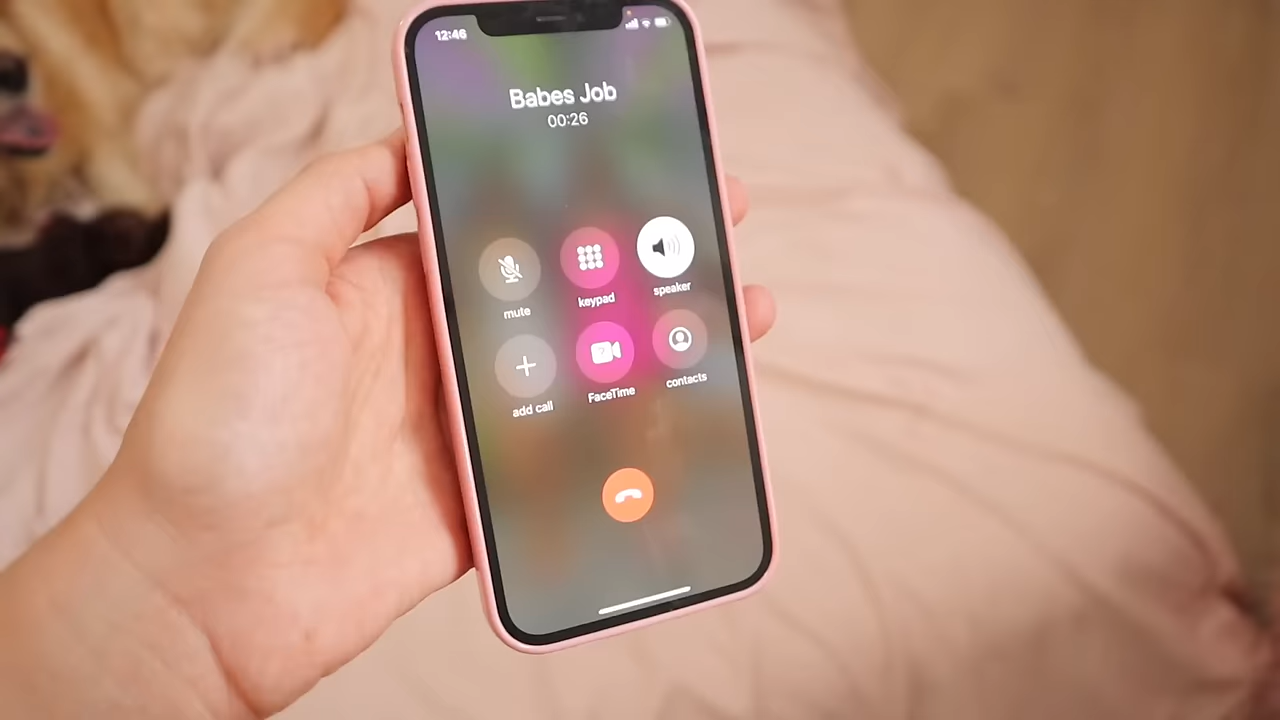 12:46
Babes Job
00:26
mute
keypad
speaker
add call
FaceTime
contacts